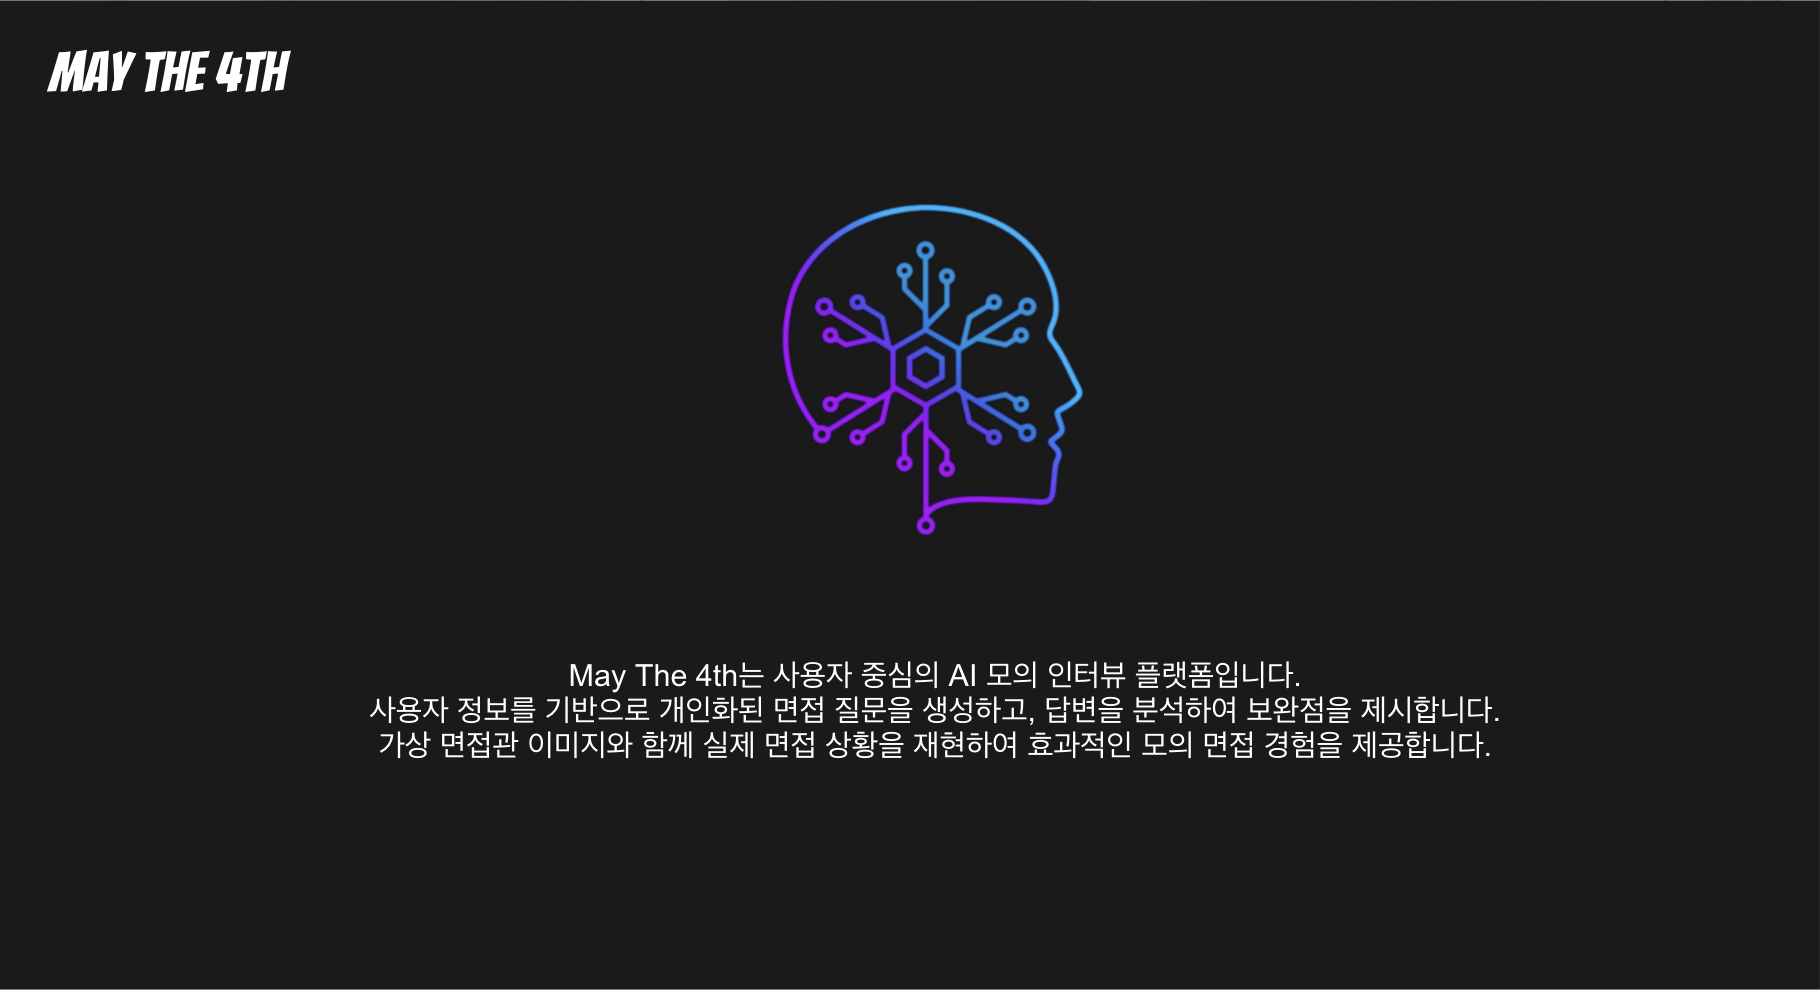 MAY THE 4TH
May The 4th는 사용자 중심의 AI 모의 인터뷰 플랫폼입니다.
사용자 정보를 기반으로 개인화된 면접 질문을 생성하고, 답변을 분석하여 보완점을 제시합니다.
가상 면접관 이미지와 함께 실제 면접 상황을 재현하여 효과적인 모의 면접 경험을 제공합니다.